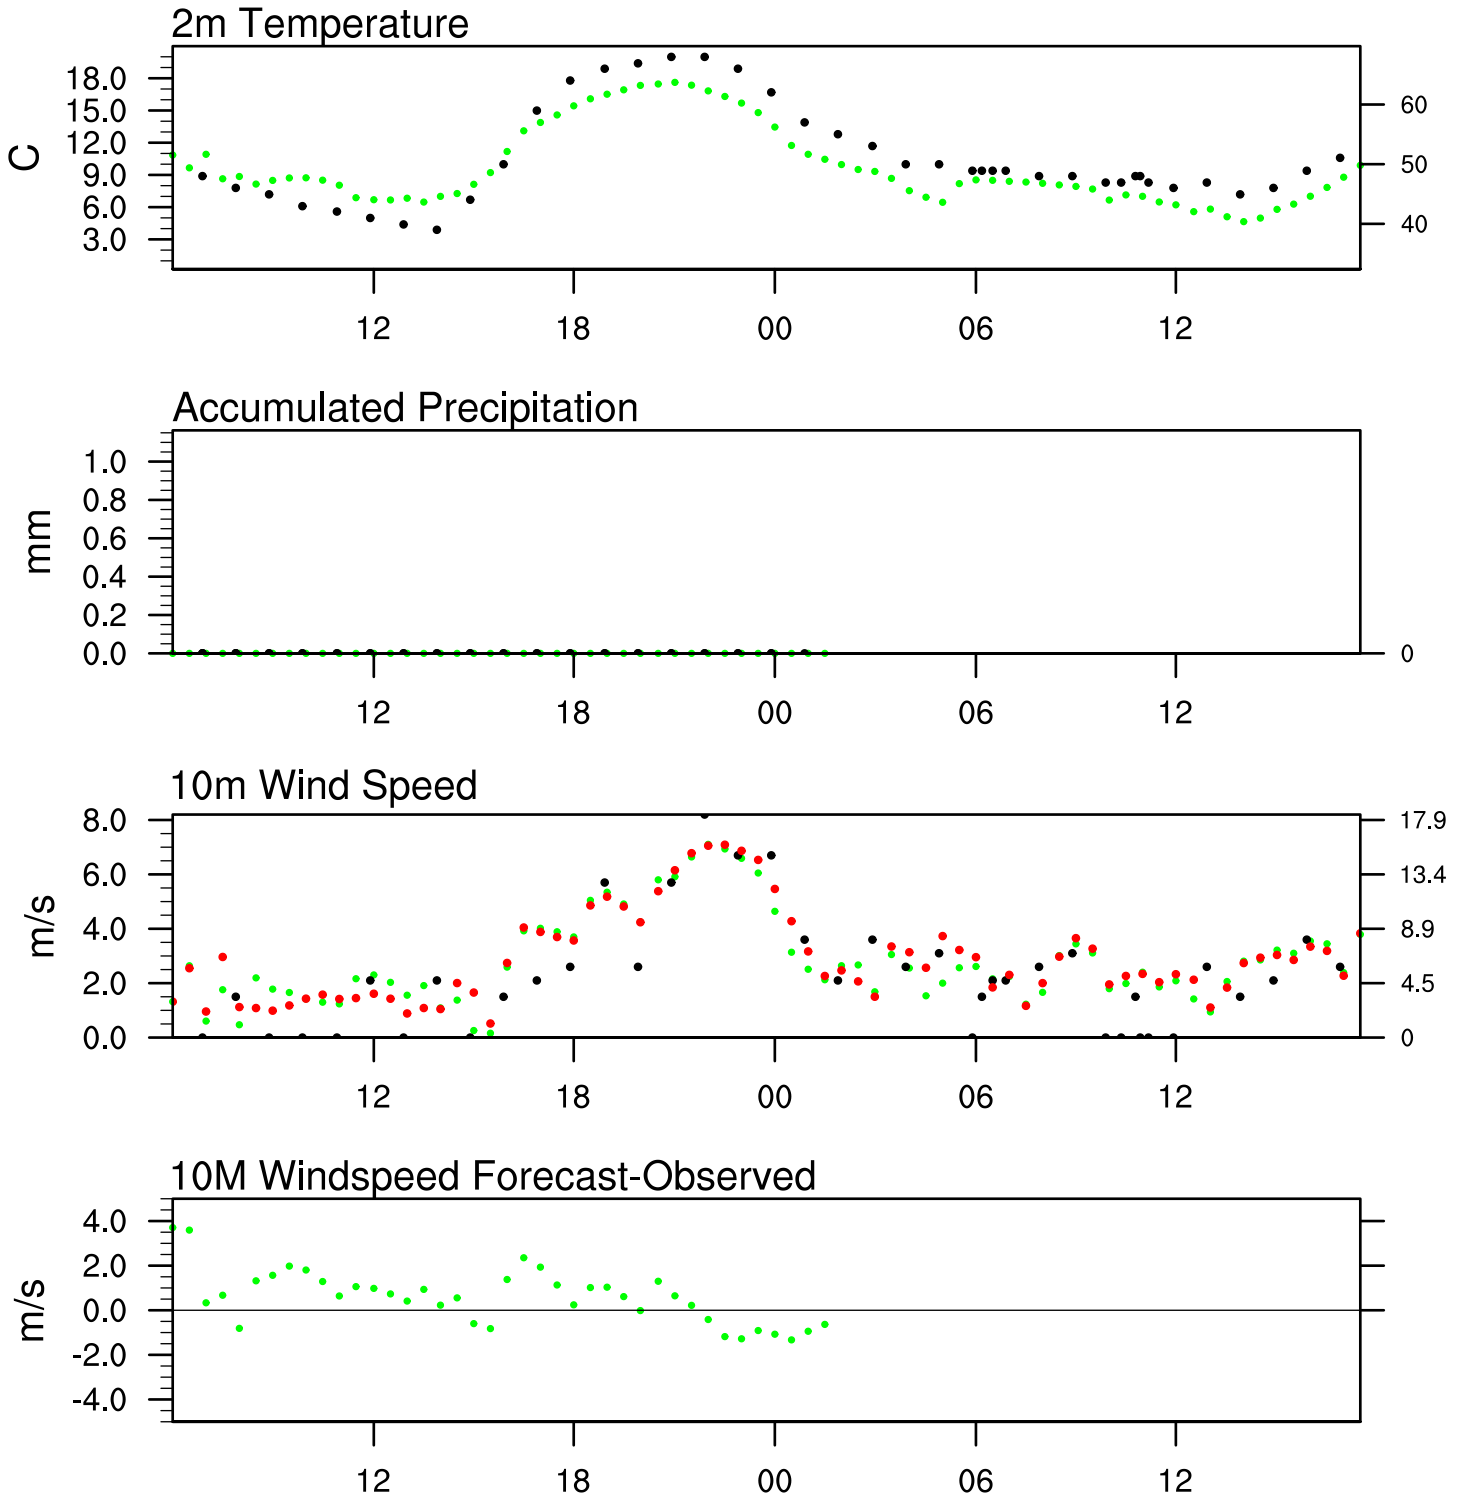 2m Temperature
18.0
15.0
12.0
9.0
6.0
3.0
C
60
50
40
12 18 00 06 12
Accumulated Precipitation
1.0
0.8
0.6
0.4
0.2
0.0
mm
0
12 18 00 06 12
10m Wind Speed
8.0
6.0
4.0
2.0
0.0
m/s
17.9
13.4
8.9
4.5
0
12 18 00 06 12
10M Windspeed Forecast-Observed
4.0
2.0
0.0
-2.0
-4.0
m/s
12 18 00 06 12